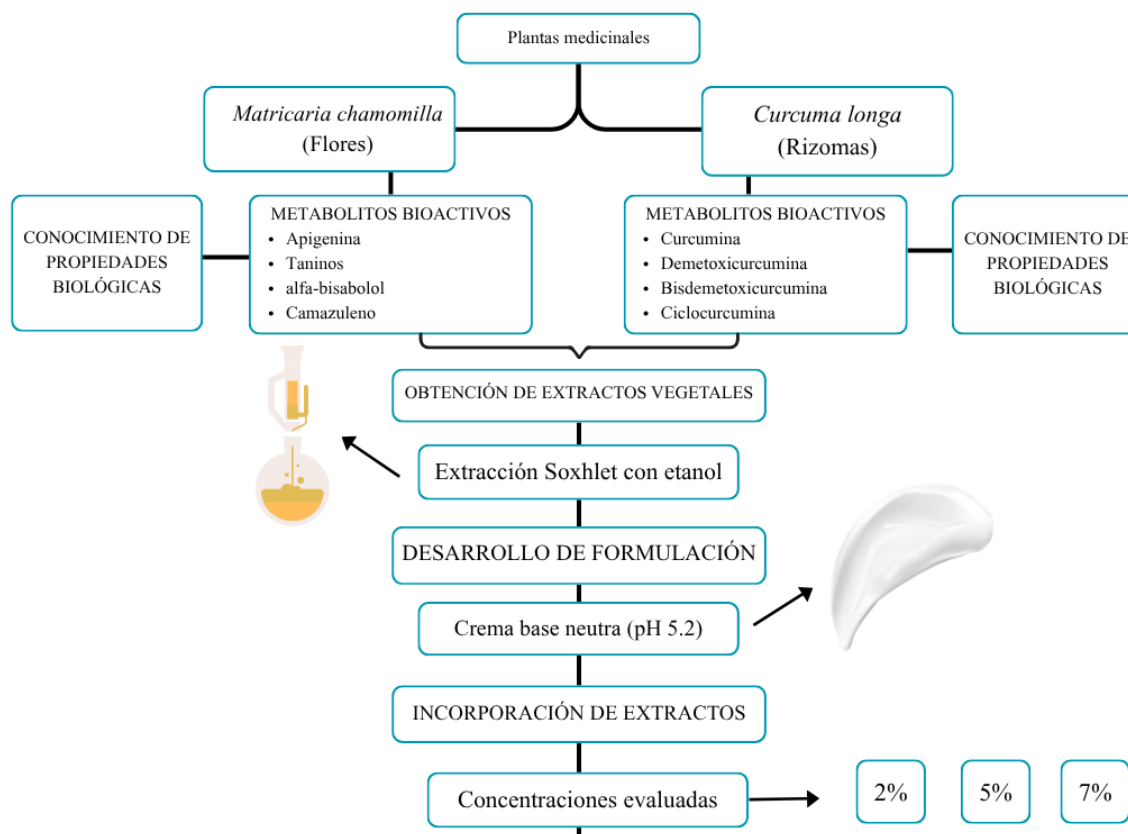 Plantas medicinales
Matricaria chamomilla
(Flores)
Curcuma longa
(Rizomas)
CONOCIMIENTO DE
PROPIEDADES
BIOLÓGICAS
METABOLITOS BIOACTIVOS
• Apigenina
• Taninos
• alfa-bisabolol
• Camazuleno
METABOLITOS BIOACTIVOS
• Curcumina
• Demetoxicurcumina
• Bisdemetoxicurcumina
• Ciclocurcumina
CONOCIMIENTO DE
PROPIEDADES
BIOLÓGICAS
OBTENCIÓN DE EXTRACTOS VEGETALES
Extracción Soxhlet con etanol
DESARROLLO DE FORMULACIÓN
Crema base neutra (pH 5.2)
INCORPORACIÓN DE EXTRACTOS
Concentraciones evaluadas
2%
5%
7%